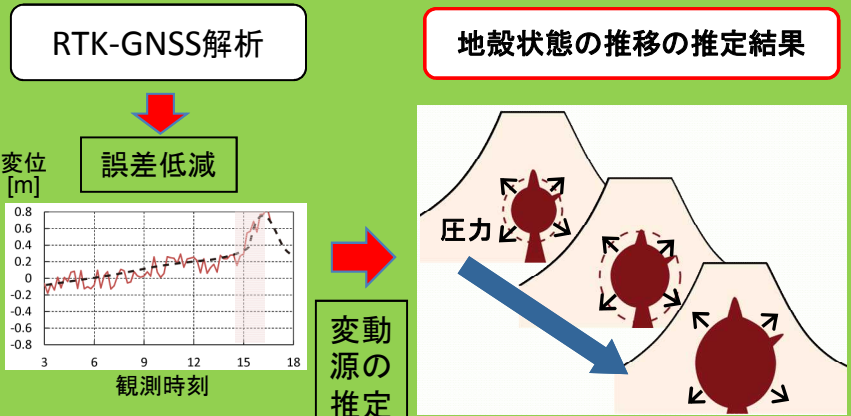 RTK-GNSS解析
地殻状態の推移の推定結果
誤差低減
変位
[m]
0.8
0.6
0.4
0.2
0
-0.2
-0.4
-0.6
-0.8
3 6 9 12 15 18
観測時刻
変動
源の
推定
圧力